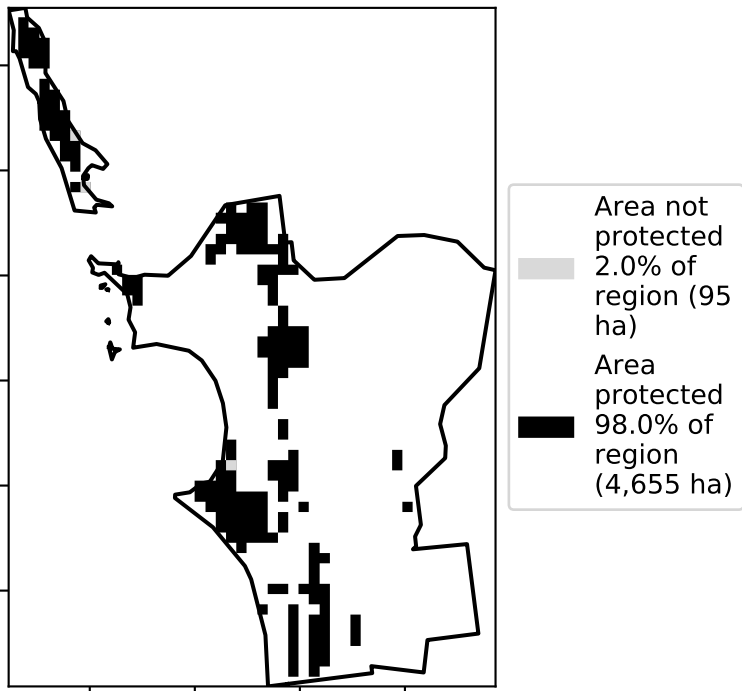 Area not
protected
2.0% of
region (95
ha)
Area
protected
98.0% of
region
(4,655 ha)